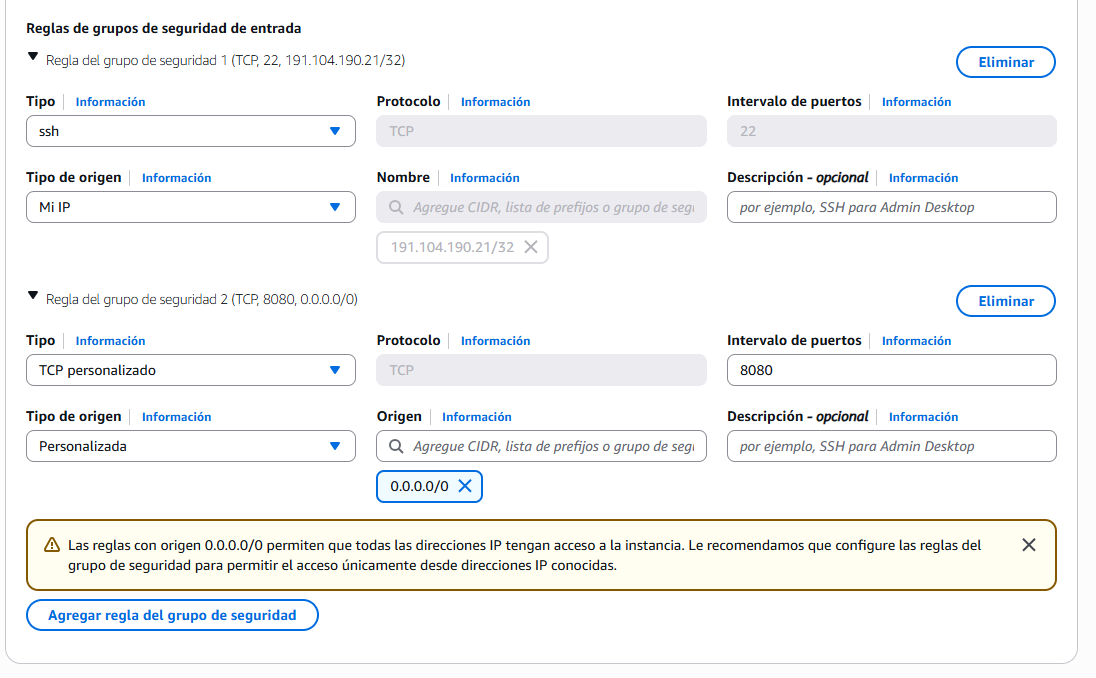 Reglas de grupos de seguridad de entrada
Regla del grupo de seguridad 1 (TCP, 22, 191.104.190.21/32)
Eliminar
Tipo Información
Protocolo Información
Intervalo de puertos Información
ssh
TCP
22
Tipo de origen Información
Nombre Información
Descripción - opcional Información
Mi IP
Agregue CIDR, lista de prefijos o grupo de segu
por ejemplo, SSH para Admin Desktop
191.104.190.21/32
Regla del grupo de seguridad 2 (TCP, 8080, 0.0.0.0/0)
Eliminar
Tipo Información
Protocolo Información
Intervalo de puertos Información
TCP personalizado
TCP
8080
Tipo de origen Información
Origen Información
Descripción - opcional Información
Personalizada
Agregue CIDR, lista de prefijos o grupo de segu
por ejemplo, SSH para Admin Desktop
0.0.0.0/0
Las reglas con origen 0.0.0.0/0 permiten que todas las direcciones IP tengan acceso a la instancia. Le recomendamos que configure las reglas del
grupo de seguridad para permitir el acceso únicamente desde direcciones IP conocidas.
Agregar regla del grupo de seguridad